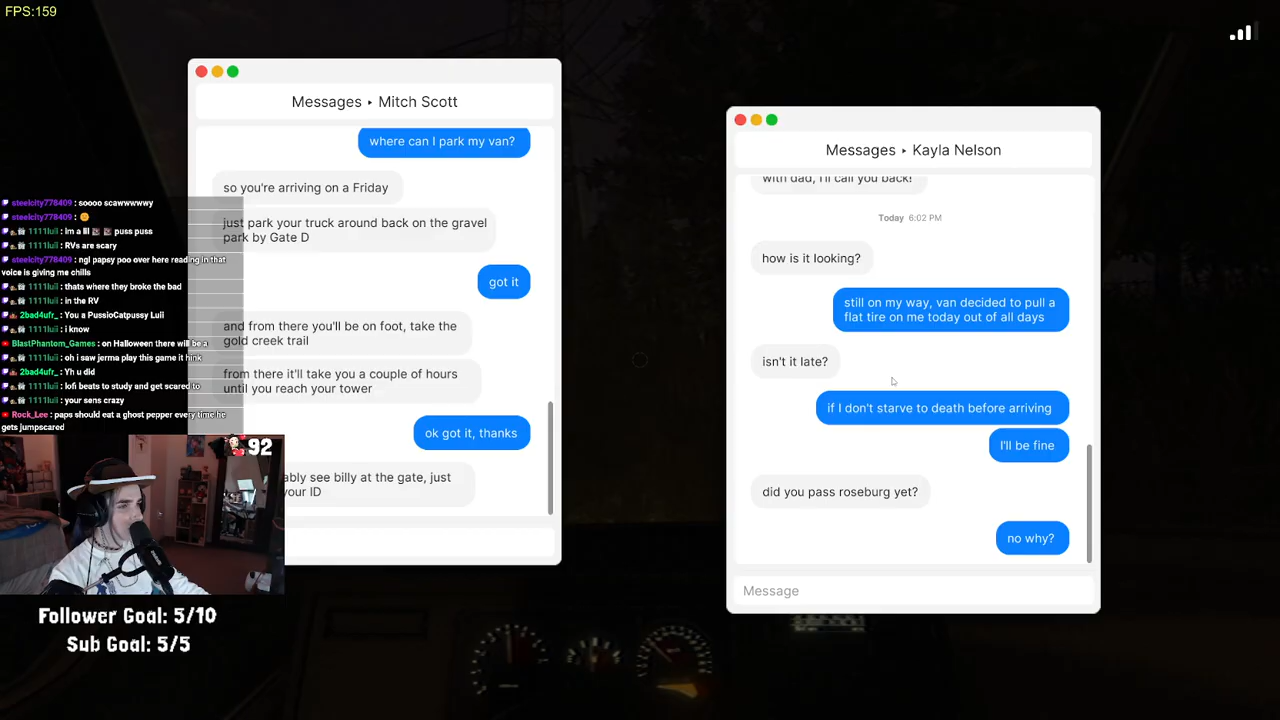 FPS:159
Messages ▸ Mitch Scott
where can I park my van?
so you're arriving on a Friday
just park your truck around back on the gravel
park by Gate D
got it
and from there you'll be on foot, take the
gold creek trail
from there it'll take you a couple of hours
until you reach your tower
ok got it, thanks
ably see billy at the gate, just
your ID
Messages ▸ Kayla Nelson
with dad, I'll call you back!
Today 6:02 PM
how is it looking?
still on my way, van decided to pull a
flat tire on me today out of all days
isn't it late?
if I don't starve to death before arriving
I'll be fine
did you pass roseburg yet?
no why?
Message
steelcity778409 : soooo scawwwwwy
steelcity778409 :
1111luii : im a lil puss puss
1111luii : RVs are scary
steelcity778409 : ngl papsy poo over here reading in that
voice is giving me chills
1111luii : thats where they broke the bad
1111luii : in the RV
2bad4ufr_ : You a PussioCatpussy Luii
1111luii : i know
BlastPhantom_Games : on Halloween there will be a
1111luii : oh i saw jerma play this game it hink
2bad4ufr_ : Yh u did
1111luii : lofi beats to study and get scared to
1111luii : your sens crazy
Rock_Lee : paps should eat a ghost pepper every time he
gets jumpscared
92
Follower Goal: 5/10
Sub Goal: 5/5